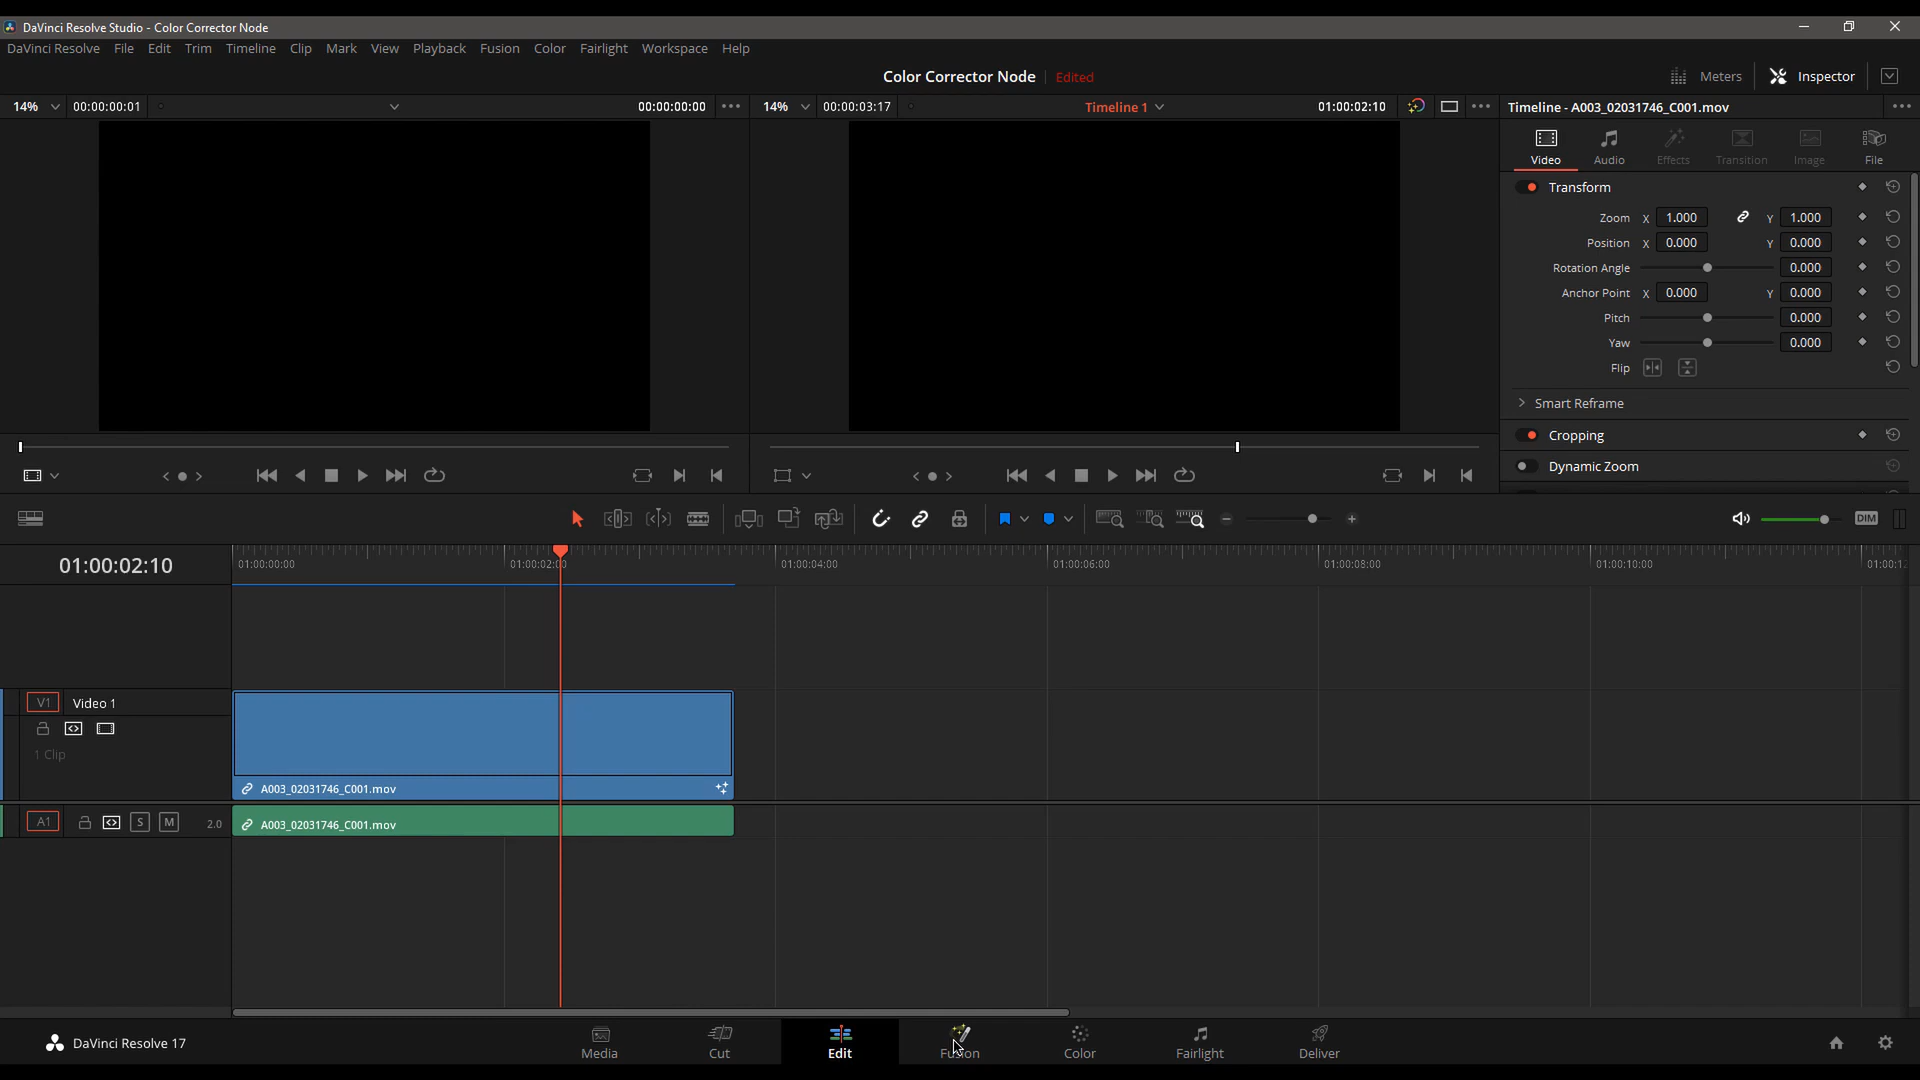 DaVinci Resolve Studio - Color Corrector Node
DaVinci Resolve File Edit Trim Timeline Clip Mark View Playback Fusion Color Fairlight Workspace Help
Color Corrector Node Edited
Meters Inspector
14% 00:00:00:01 00:00:00:00
14% 00:00:03:17 Timeline 1 01:00:02:10
Timeline - A003_02031746_C001.mov
Video Audio Effects Transition Image File
Transform
Zoom X 1.000 Y 1.000
Position X 0.000 Y 0.000
Rotation Angle 0.000
Anchor Point X 0.000 Y 0.000
Pitch 0.000
Yaw 0.000
Flip
Smart Reframe
Cropping
Dynamic Zoom
DIM
01:00:02:10
01:00:00:00 01:00:02:00 01:00:04:00 01:00:06:00 01:00:08:00 01:00:10:00 01:00:1
V1 Video 1
1 Clip
A003_02031746_C001.mov
A1 S M 2.0
A003_02031746_C001.mov
DaVinci Resolve 17
Media Cut Edit Fusion Color Fairlight Deliver